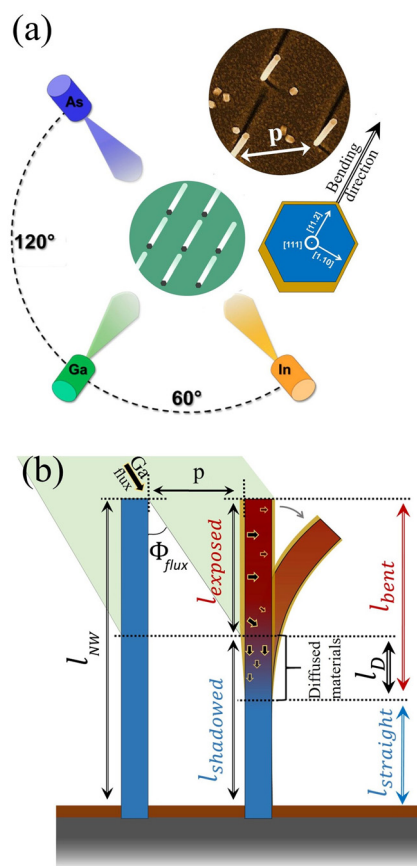 (a)
As
p
Bending
direction
[11.2]
[111]
[1.10]
120°
Ga
In
60°
(b)
Ga
flux
p
Φflux
lexposed
lbent
lNW
lshadowed
Diffused
materials
lD
lstraight